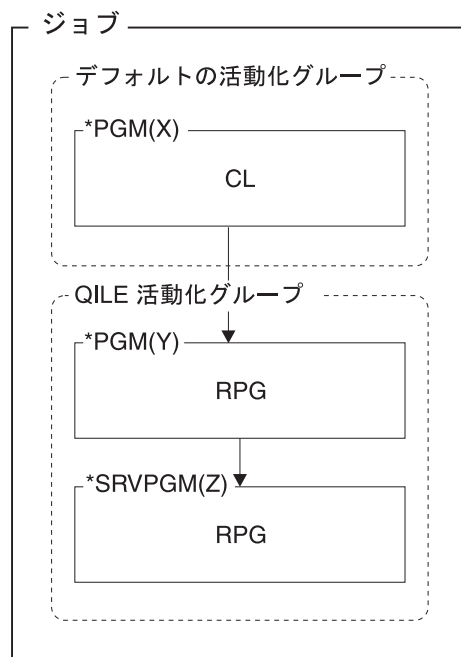 ジョブ
デフォルトの活動化グループ
*PGM(X)
CL
QILE 活動化グループ
*PGM(Y)
RPG
*SRVPGM(Z)
RPG